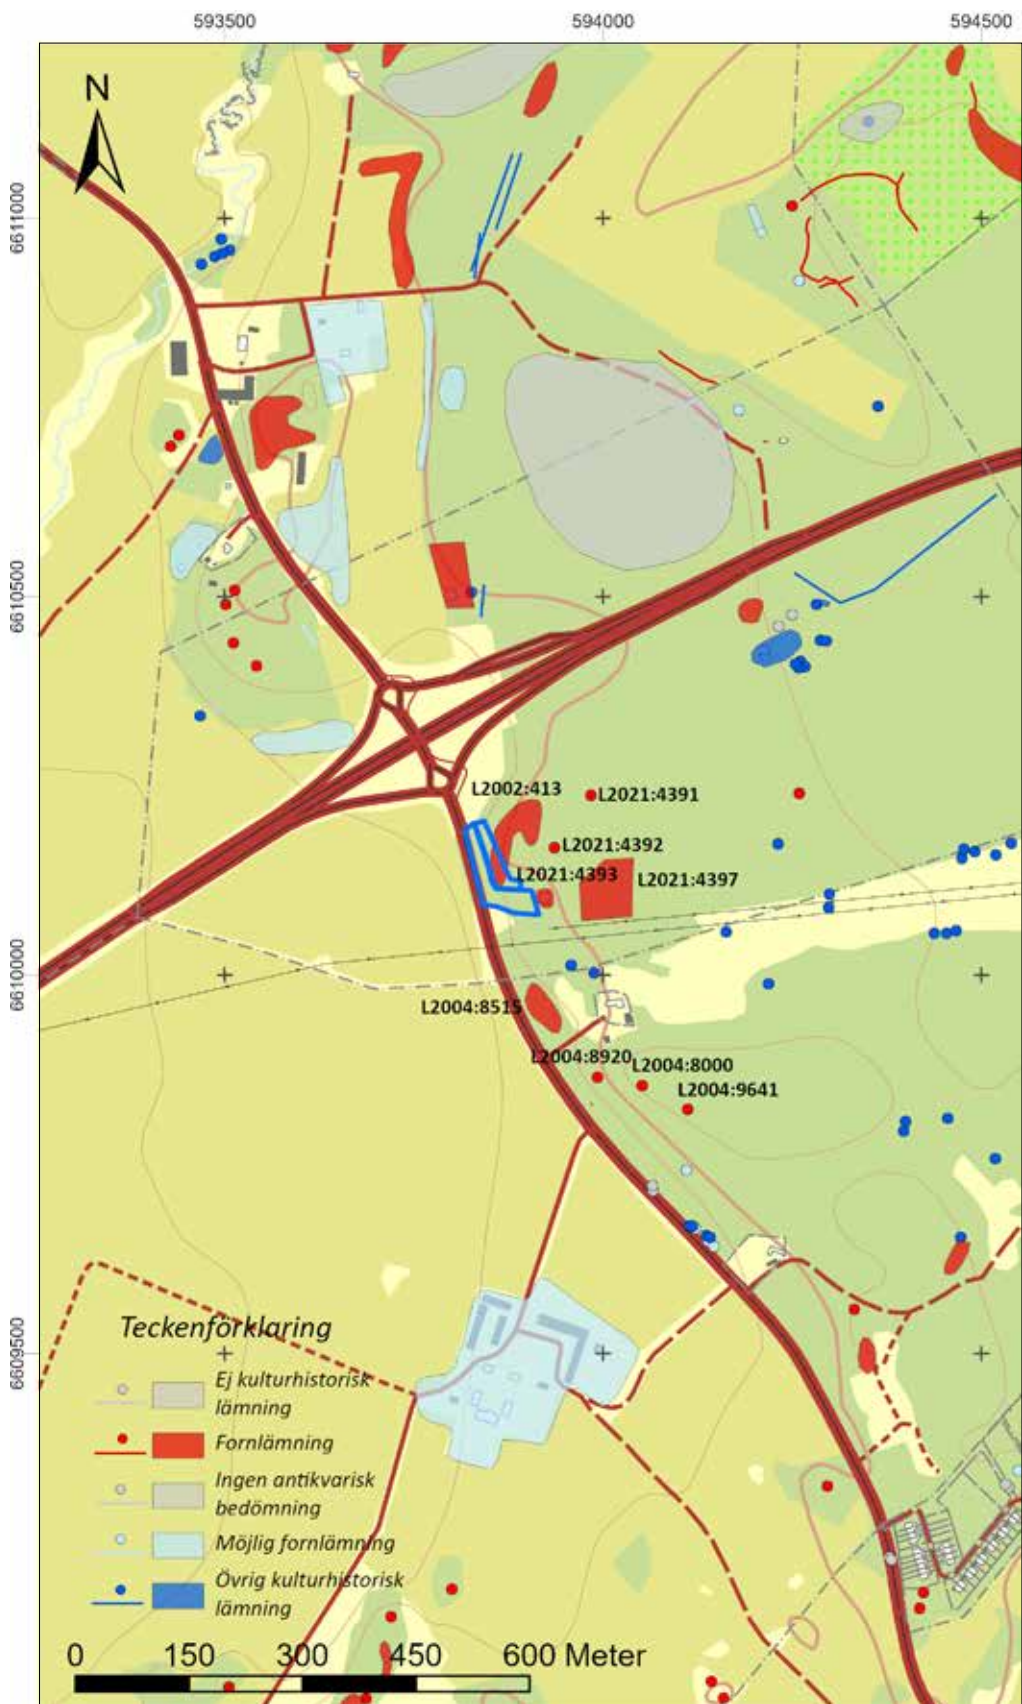 593500
594000
594500
N
6611000
6610500
L2002:413
L2021:4391
L2021:4392
L2021:4393
L2021:4397
6610000
L2004:8515
L2004:8920
L2004:8000
L2004:9641
6609500
Teckenförklaring
Ej kulturhistorisk
lämning
Fornlämning
Ingen antikvarisk
bedömning
Möjlig fornlämning
Övrig kulturhistorisk
lämning
0 150 300 450 600 Meter